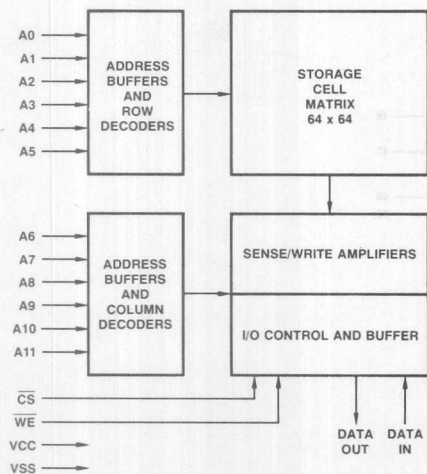 A0
A1
A2
A3
A4
A5
ADDRESS
BUFFERS
AND
ROW
DECODERS
STORAGE
CELL
MATRIX
64 x 64
A6
A7
A8
A9
A10
A11
ADDRESS
BUFFERS
AND
COLUMN
DECODERS
SENSE/WRITE AMPLIFIERS
I/O CONTROL AND BUFFER
C̅S̅
W̅E̅
VCC
VSS
DATA
OUT
DATA
IN